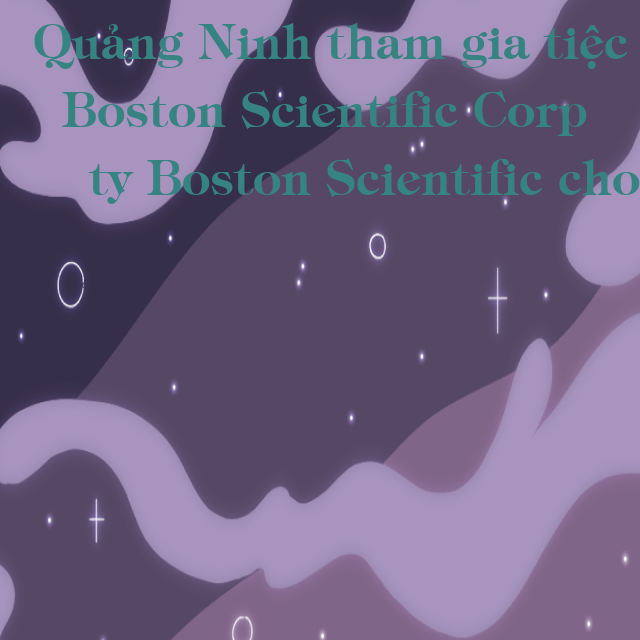 Quảng Ninh tham gia tiệc
Boston Scientific Corp
ty Boston Scientific cho